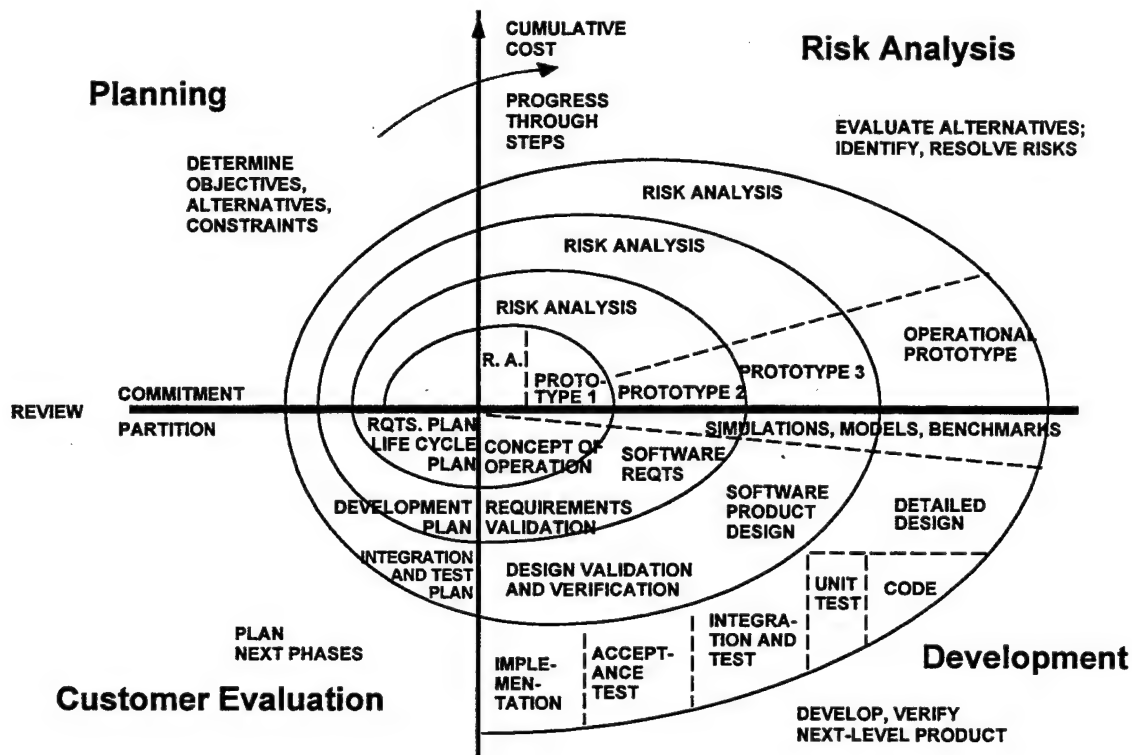 CUMULATIVE
COST
Risk Analysis
Planning
PROGRESS
THROUGH
STEPS
EVALUATE ALTERNATIVES;
IDENTIFY, RESOLVE RISKS
DETERMINE
OBJECTIVES,
ALTERNATIVES,
CONSTRAINTS
RISK ANALYSIS
RISK ANALYSIS
RISK ANALYSIS
R. A.
PROTO-
TYPE 1
PROTOTYPE 2
PROTOTYPE 3
OPERATIONAL
PROTOTYPE
COMMITMENT
REVIEW
PARTITION
RQTS. PLAN
LIFE CYCLE
PLAN
CONCEPT OF
OPERATION
SOFTWARE
REQTS
SIMULATIONS, MODELS, BENCHMARKS
DEVELOPMENT
PLAN
REQUIREMENTS
VALIDATION
SOFTWARE
PRODUCT
DESIGN
DETAILED
DESIGN
INTEGRATION
AND TEST
PLAN
DESIGN VALIDATION
AND VERIFICATION
UNIT
TEST
CODE
PLAN
NEXT PHASES
IMPLE-
MEN-
TATION
ACCEPT-
ANCE
TEST
INTEGRA-
TION AND
TEST
Development
Customer Evaluation
DEVELOP, VERIFY
NEXT-LEVEL PRODUCT